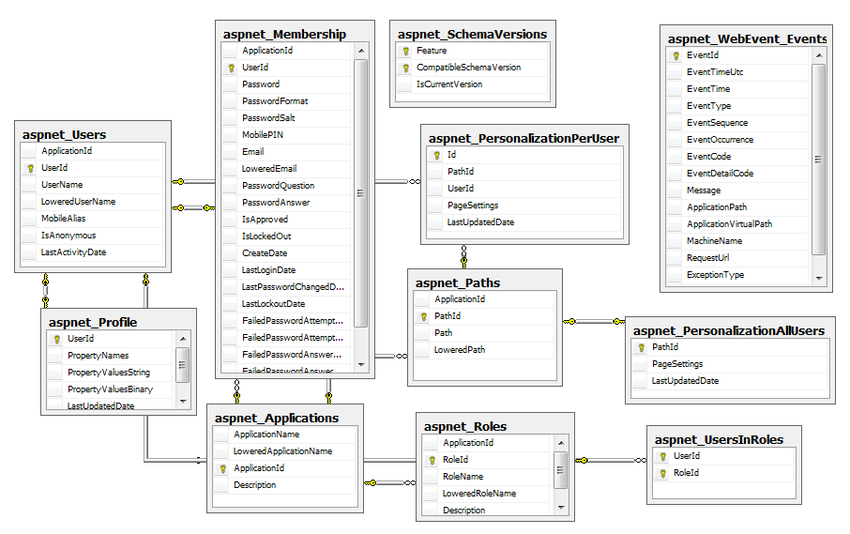 aspnet_Membership
ApplicationId
UserId
Password
PasswordFormat
PasswordSalt
MobilePIN
Email
LoweredEmail
PasswordQuestion
PasswordAnswer
IsApproved
IsLockedOut
CreateDate
LastLoginDate
LastPasswordChangedD...
LastLockoutDate
FailedPasswordAttempt...
FailedPasswordAttempt...
FailedPasswordAnswer...
FailedPasswordAnswer
aspnet_SchemaVersions
Feature
CompatibleSchemaVersion
IsCurrentVersion
aspnet_WebEvent_Events
EventId
EventTimeUtc
EventTime
EventType
EventSequence
EventOccurrence
EventCode
EventDetailCode
Message
ApplicationPath
ApplicationVirtualPath
MachineName
RequestUrl
ExceptionType
aspnet_Users
ApplicationId
UserId
UserName
LoweredUserName
MobileAlias
IsAnonymous
LastActivityDate
aspnet_PersonalizationPerUser
Id
PathId
UserId
PageSettings
LastUpdatedDate
aspnet_Paths
ApplicationId
PathId
Path
LoweredPath
aspnet_Profile
UserId
PropertyNames
PropertyValuesString
PropertyValuesBinary
LastUpdatedDate
aspnet_PersonalizationAllUsers
PathId
PageSettings
LastUpdatedDate
aspnet_Applications
ApplicationName
LoweredApplicationName
ApplicationId
Description
aspnet_Roles
ApplicationId
RoleId
RoleName
LoweredRoleName
Description
aspnet_UsersInRoles
UserId
RoleId